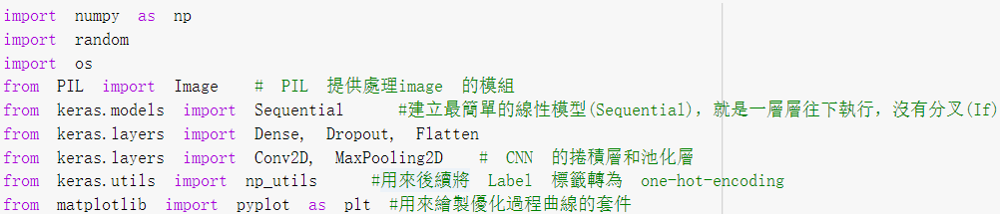 import numpy as np
import random
import os
from PIL import Image # PIL 提供處理image 的模組
from keras.models import Sequential #建立最簡單的線性模型(Sequential), 就是一層層往下執行, 沒有分叉(If)
from keras.layers import Dense, Dropout, Flatten
from keras.layers import Conv2D, MaxPooling2D # CNN 的捲積層和池化層
from keras.utils import np_utils #用來後續將 Label 標籤轉為 one-hot-encoding
from matplotlib import pyplot as plt #用來繪製優化過程曲線的套件